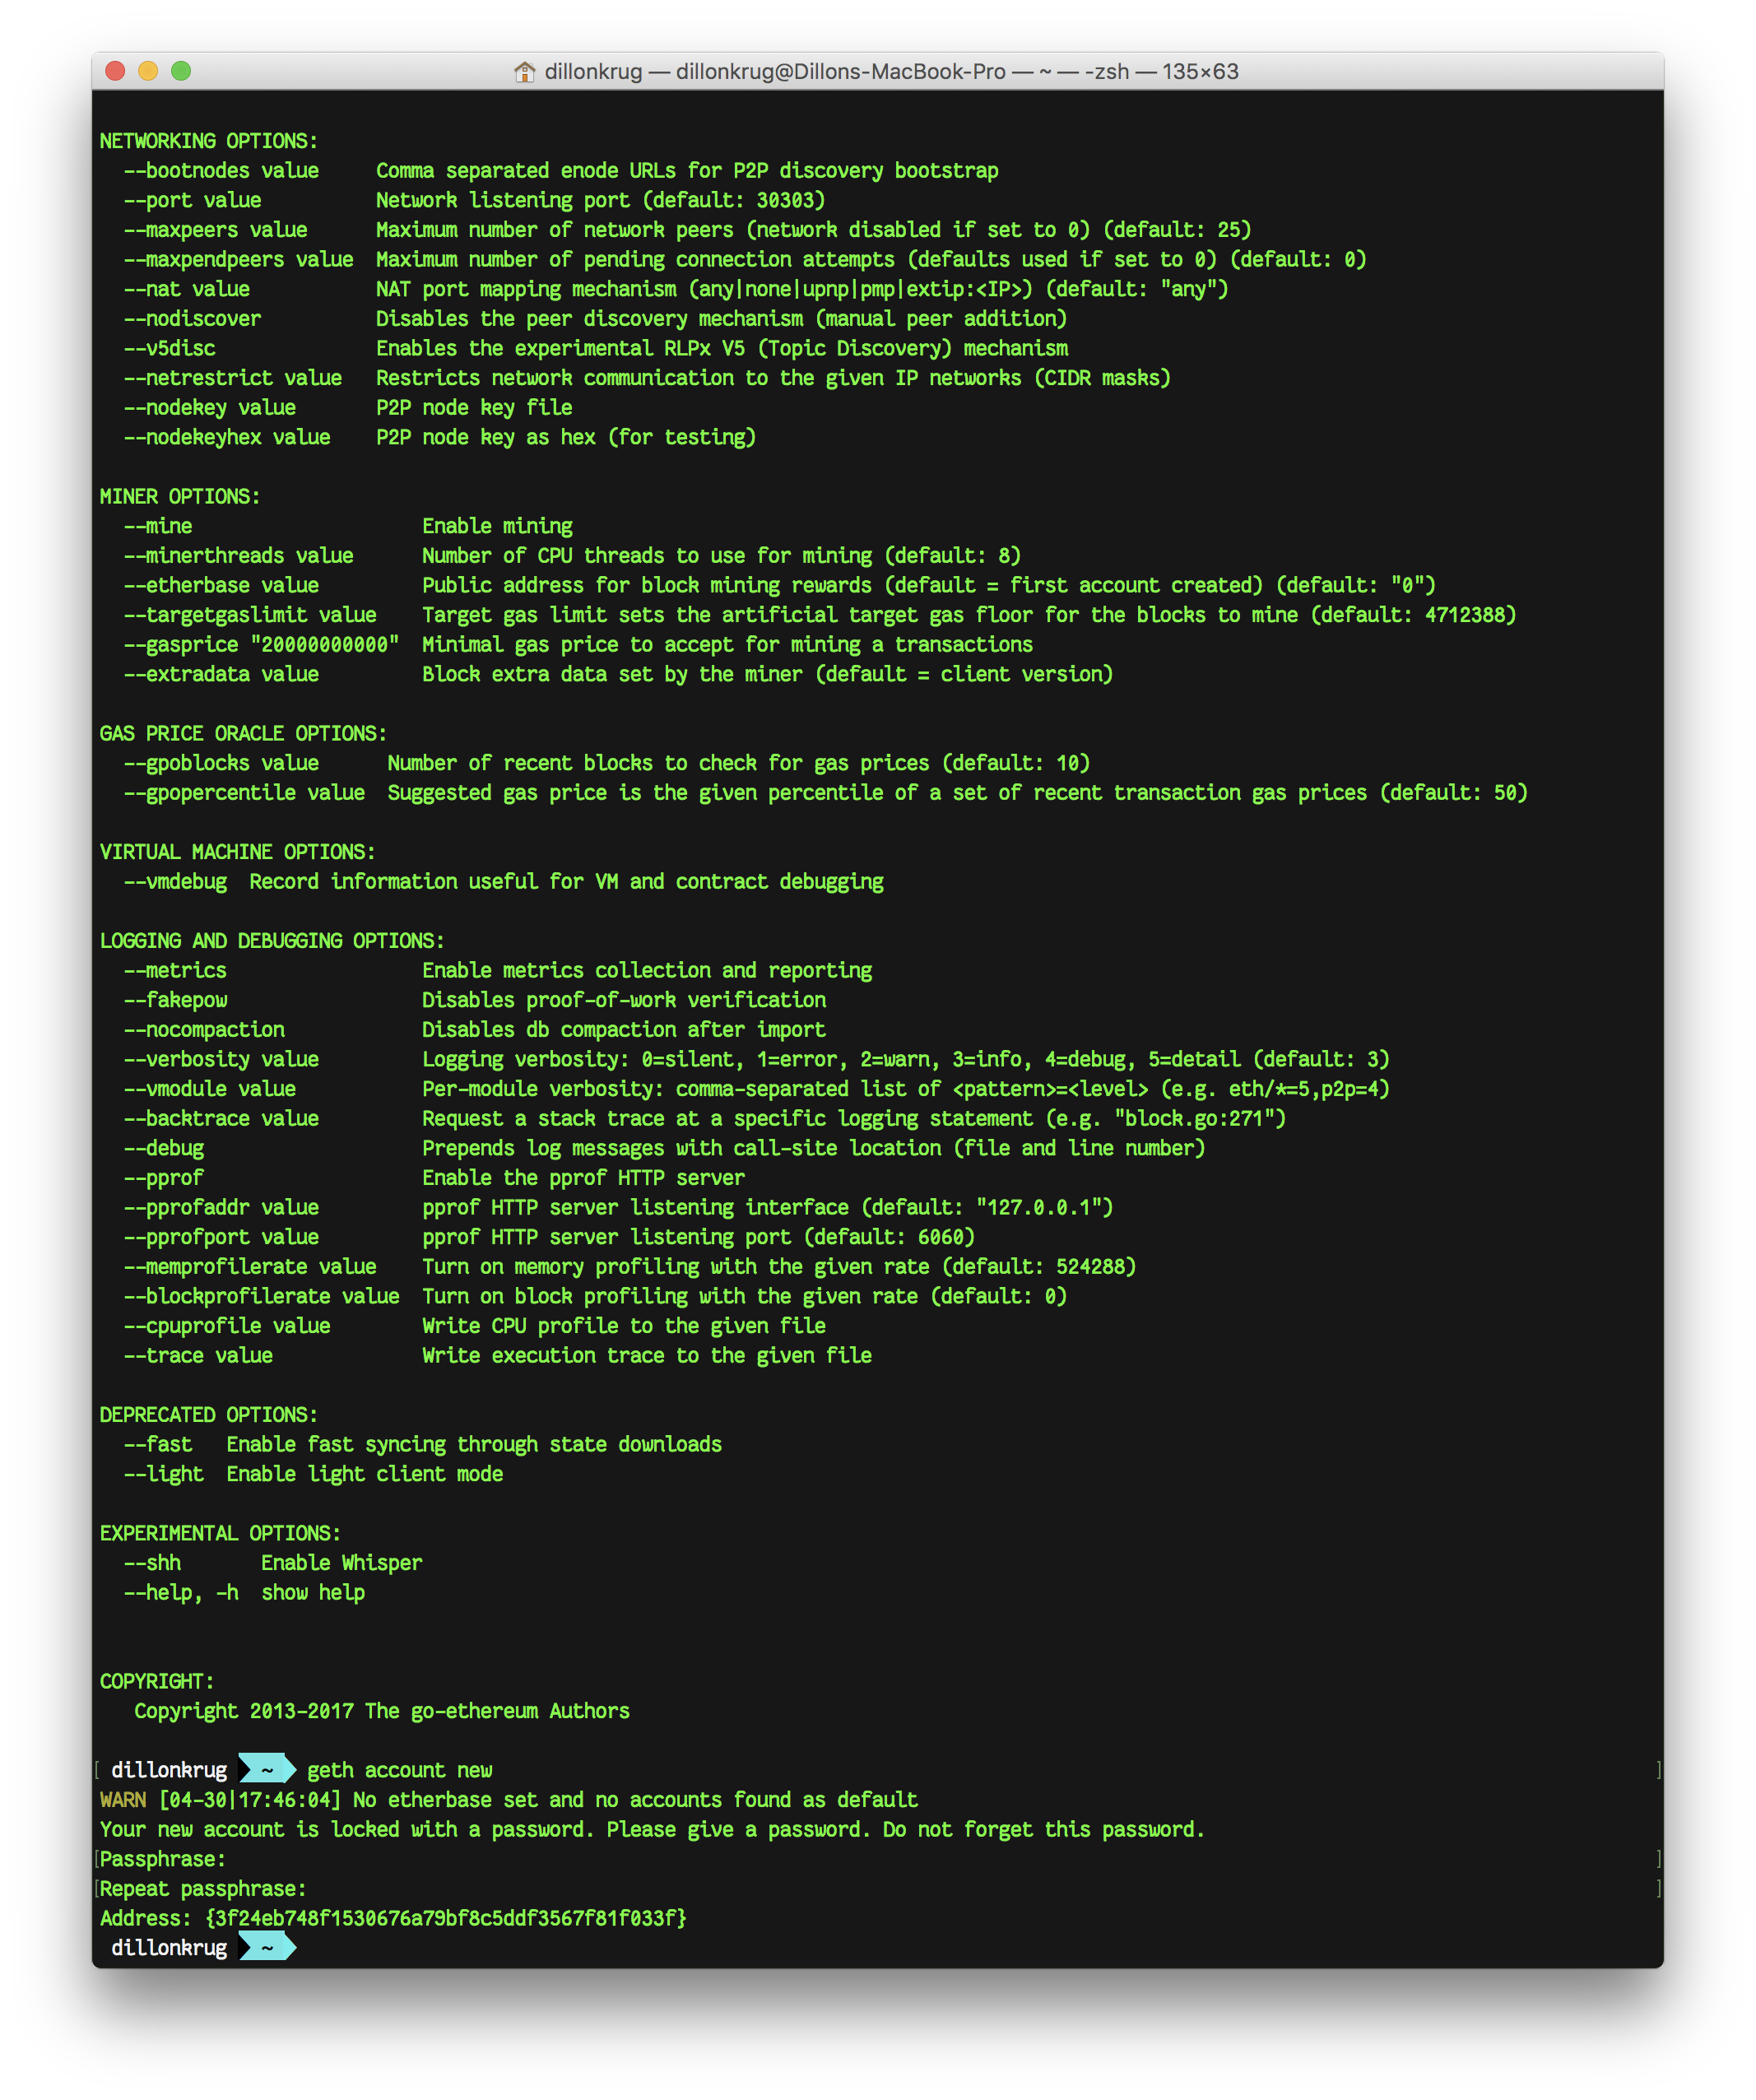 dillonkrug — dillonkrug@Dillons-MacBook-Pro — ~ — -zsh — 135×63
NETWORKING OPTIONS:
--bootnodes value     Comma separated enode URLs for P2P discovery bootstrap
--port value          Network listening port (default: 30303)
--maxpeers value      Maximum number of network peers (network disabled if set to 0) (default: 25)
--maxpendpeers value  Maximum number of pending connection attempts (defaults used if set to 0) (default: 0)
--nat value           NAT port mapping mechanism (any|none|upnp|pmp|extip:<IP>) (default: "any")
--nodiscover          Disables the peer discovery mechanism (manual peer addition)
--v5disc              Enables the experimental RLPx V5 (Topic Discovery) mechanism
--netrestrict value   Restricts network communication to the given IP networks (CIDR masks)
--nodekey value       P2P node key file
--nodekeyhex value    P2P node key as hex (for testing)
MINER OPTIONS:
--mine                    Enable mining
--minerthreads value      Number of CPU threads to use for mining (default: 8)
--etherbase value         Public address for block mining rewards (default = first account created) (default: "0")
--targetgaslimit value    Target gas limit sets the artificial target gas floor for the blocks to mine (default: 4712388)
--gasprice "20000000000"  Minimal gas price to accept for mining a transactions
--extradata value         Block extra data set by the miner (default = client version)
GAS PRICE ORACLE OPTIONS:
--gpoblocks value      Number of recent blocks to check for gas prices (default: 10)
--gpopercentile value  Suggested gas price is the given percentile of a set of recent transaction gas prices (default: 50)
VIRTUAL MACHINE OPTIONS:
--vmdebug  Record information useful for VM and contract debugging
LOGGING AND DEBUGGING OPTIONS:
--metrics                 Enable metrics collection and reporting
--fakepow                 Disables proof-of-work verification
--nocompaction            Disables db compaction after import
--verbosity value         Logging verbosity: 0=silent, 1=error, 2=warn, 3=info, 4=debug, 5=detail (default: 3)
--vmodule value           Per-module verbosity: comma-separated list of <pattern>=<level> (e.g. eth/*=5,p2p=4)
--backtrace value         Request a stack trace at a specific logging statement (e.g. "block.go:271")
--debug                   Prepends log messages with call-site location (file and line number)
--pprof                   Enable the pprof HTTP server
--pprofaddr value         pprof HTTP server listening interface (default: "127.0.0.1")
--pprofport value         pprof HTTP server listening port (default: 6060)
--memprofilerate value    Turn on memory profiling with the given rate (default: 524288)
--blockprofilerate value  Turn on block profiling with the given rate (default: 0)
--cpuprofile value        Write CPU profile to the given file
--trace value             Write execution trace to the given file
DEPRECATED OPTIONS:
--fast   Enable fast syncing through state downloads
--light  Enable light client mode
EXPERIMENTAL OPTIONS:
--shh       Enable Whisper
--help, -h  show help
COPYRIGHT:
Copyright 2013-2017 The go-ethereum Authors
[ dillonkrug ~ geth account new ]
WARN [04-30|17:46:04] No etherbase set and no accounts found as default
Your new account is locked with a password. Please give a password. Do not forget this password.
[Passphrase: ]
[Repeat passphrase: ]
Address: {3f24eb748f1530676a79bf8c5ddf3567f81f033f}
dillonkrug ~